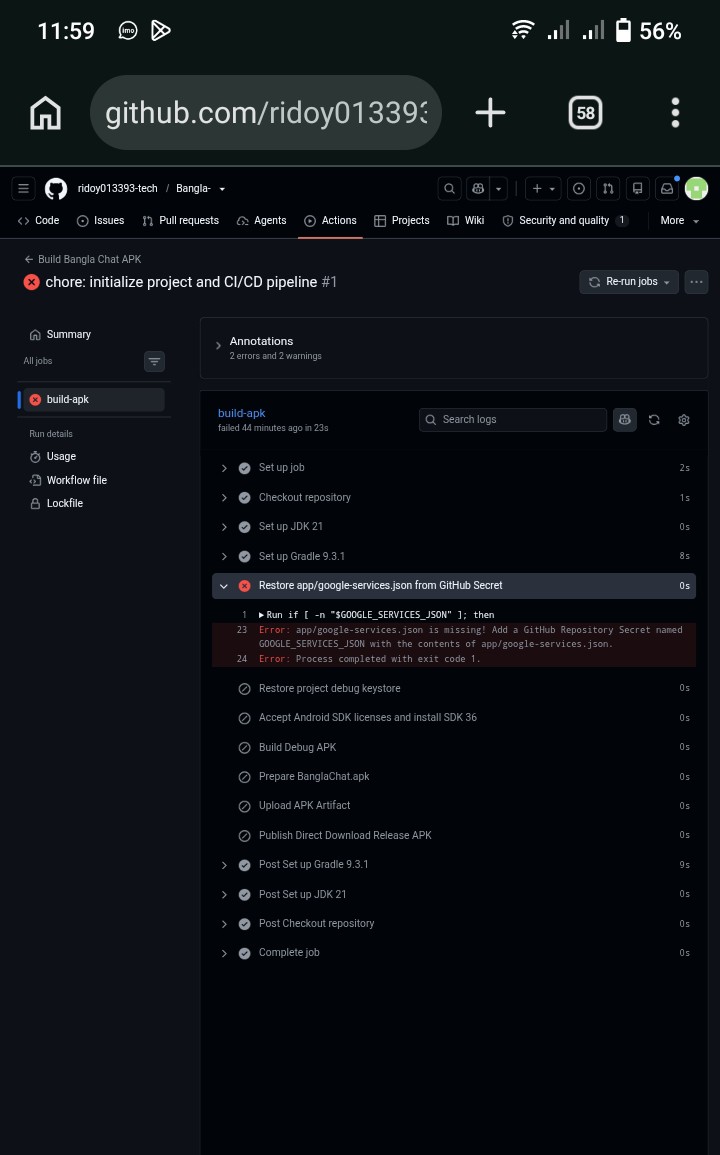 11:59
imo
56%
github.com/ridoy013393
58
ridoy013393-tech / Bangla-
Code
Issues
Pull requests
Agents
Actions
Projects
Wiki
Security and quality 1
More
Build Bangla Chat APK
chore: initialize project and CI/CD pipeline #1
Re-run jobs
Summary
All jobs
build-apk
Run details
Usage
Workflow file
Lockfile
Annotations
2 errors and 2 warnings
build-apk
failed 44 minutes ago in 23s
Search logs
Set up job 2s
Checkout repository 1s
Set up JDK 21 0s
Set up Gradle 9.3.1 8s
Restore app/google-services.json from GitHub Secret 0s
1 Run if [ -n "$GOOGLE_SERVICES_JSON" ]; then
23 Error: app/google-services.json is missing! Add a GitHub Repository Secret named
GOOGLE_SERVICES_JSON with the contents of app/google-services.json.
24 Error: Process completed with exit code 1.
Restore project debug keystore 0s
Accept Android SDK licenses and install SDK 36 0s
Build Debug APK 0s
Prepare BanglaChat.apk 0s
Upload APK Artifact 0s
Publish Direct Download Release APK 0s
Post Set up Gradle 9.3.1 9s
Post Set up JDK 21 0s
Post Checkout repository 0s
Complete job 0s